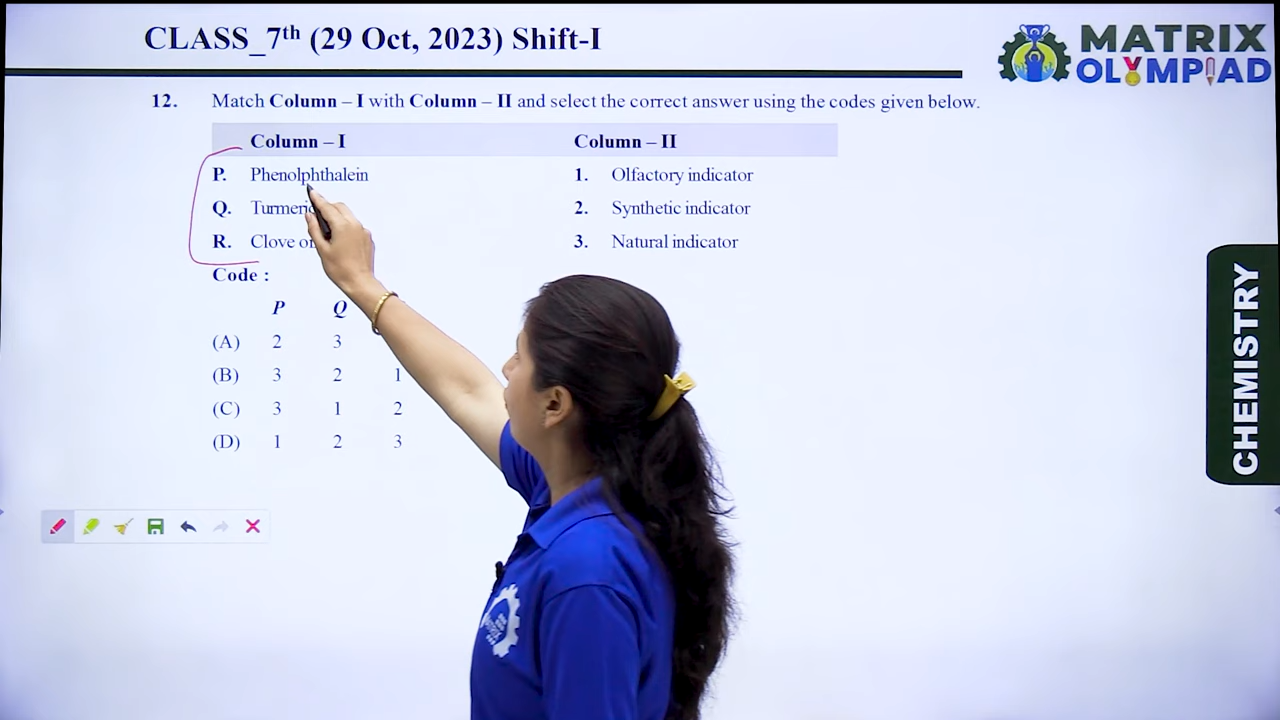 CLASS_7th (29 Oct, 2023) Shift-I
MATRIX
OLYMPIAD
12. Match Column – I with Column – II and select the correct answer using the codes given below.
Column – I Column – II
P. Phenolphthalein 1. Olfactory indicator
Q. Turmeric 2. Synthetic indicator
R. Clove 3. Natural indicator
Code :
P Q
(A) 2 3
(B) 3 2 1
(C) 3 1 2
(D) 1 2 3
CHEMISTRY